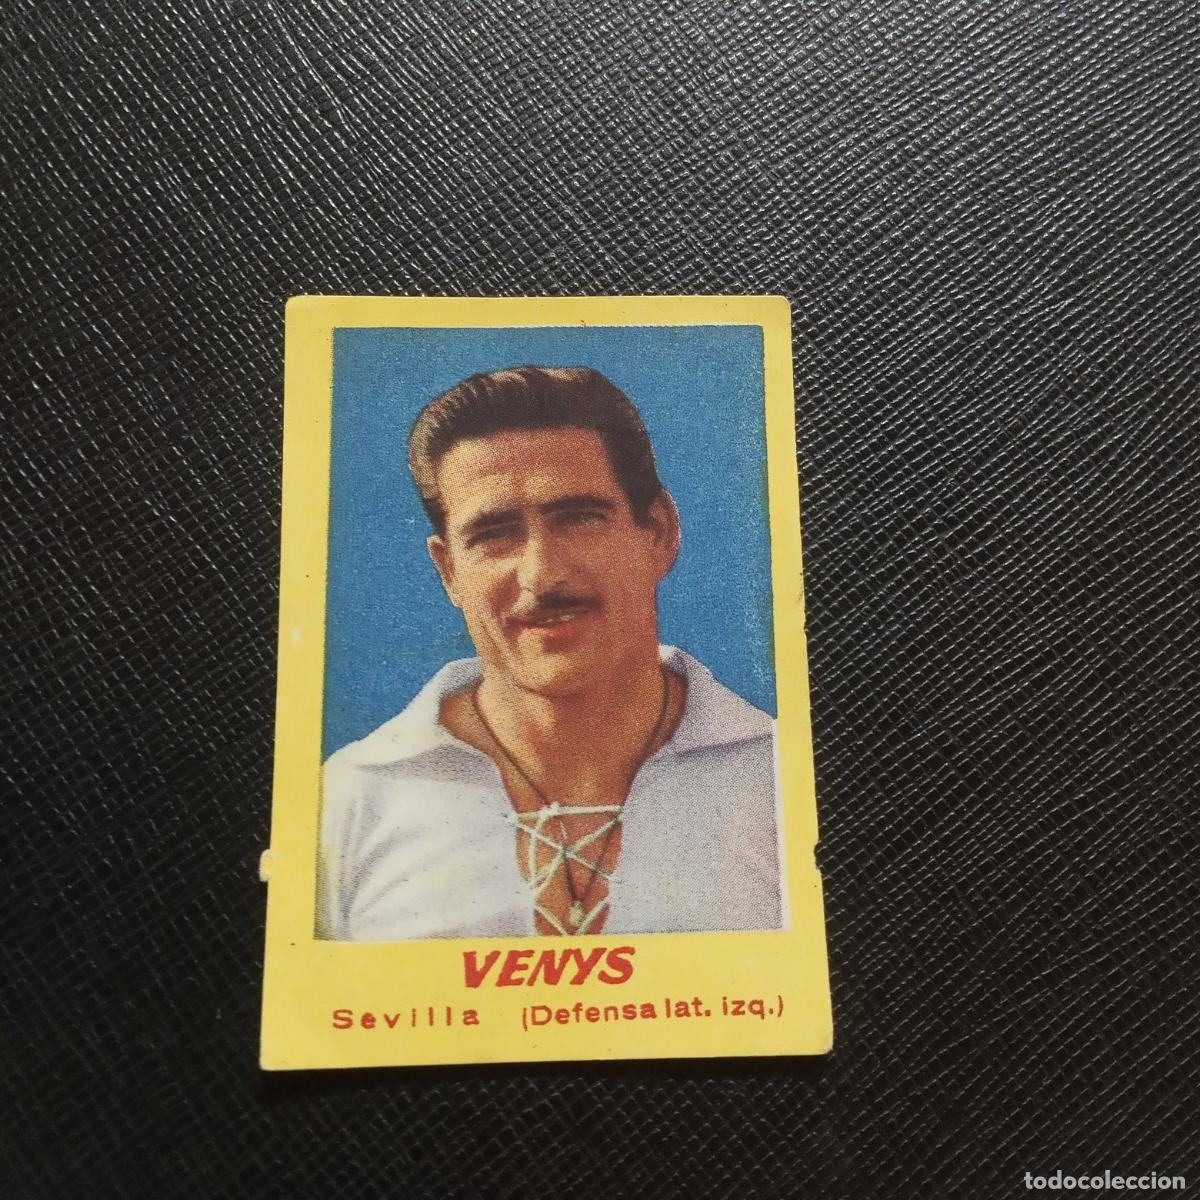 VENYS
Sevilla (Defensa lat. izq.)
todocoleccion